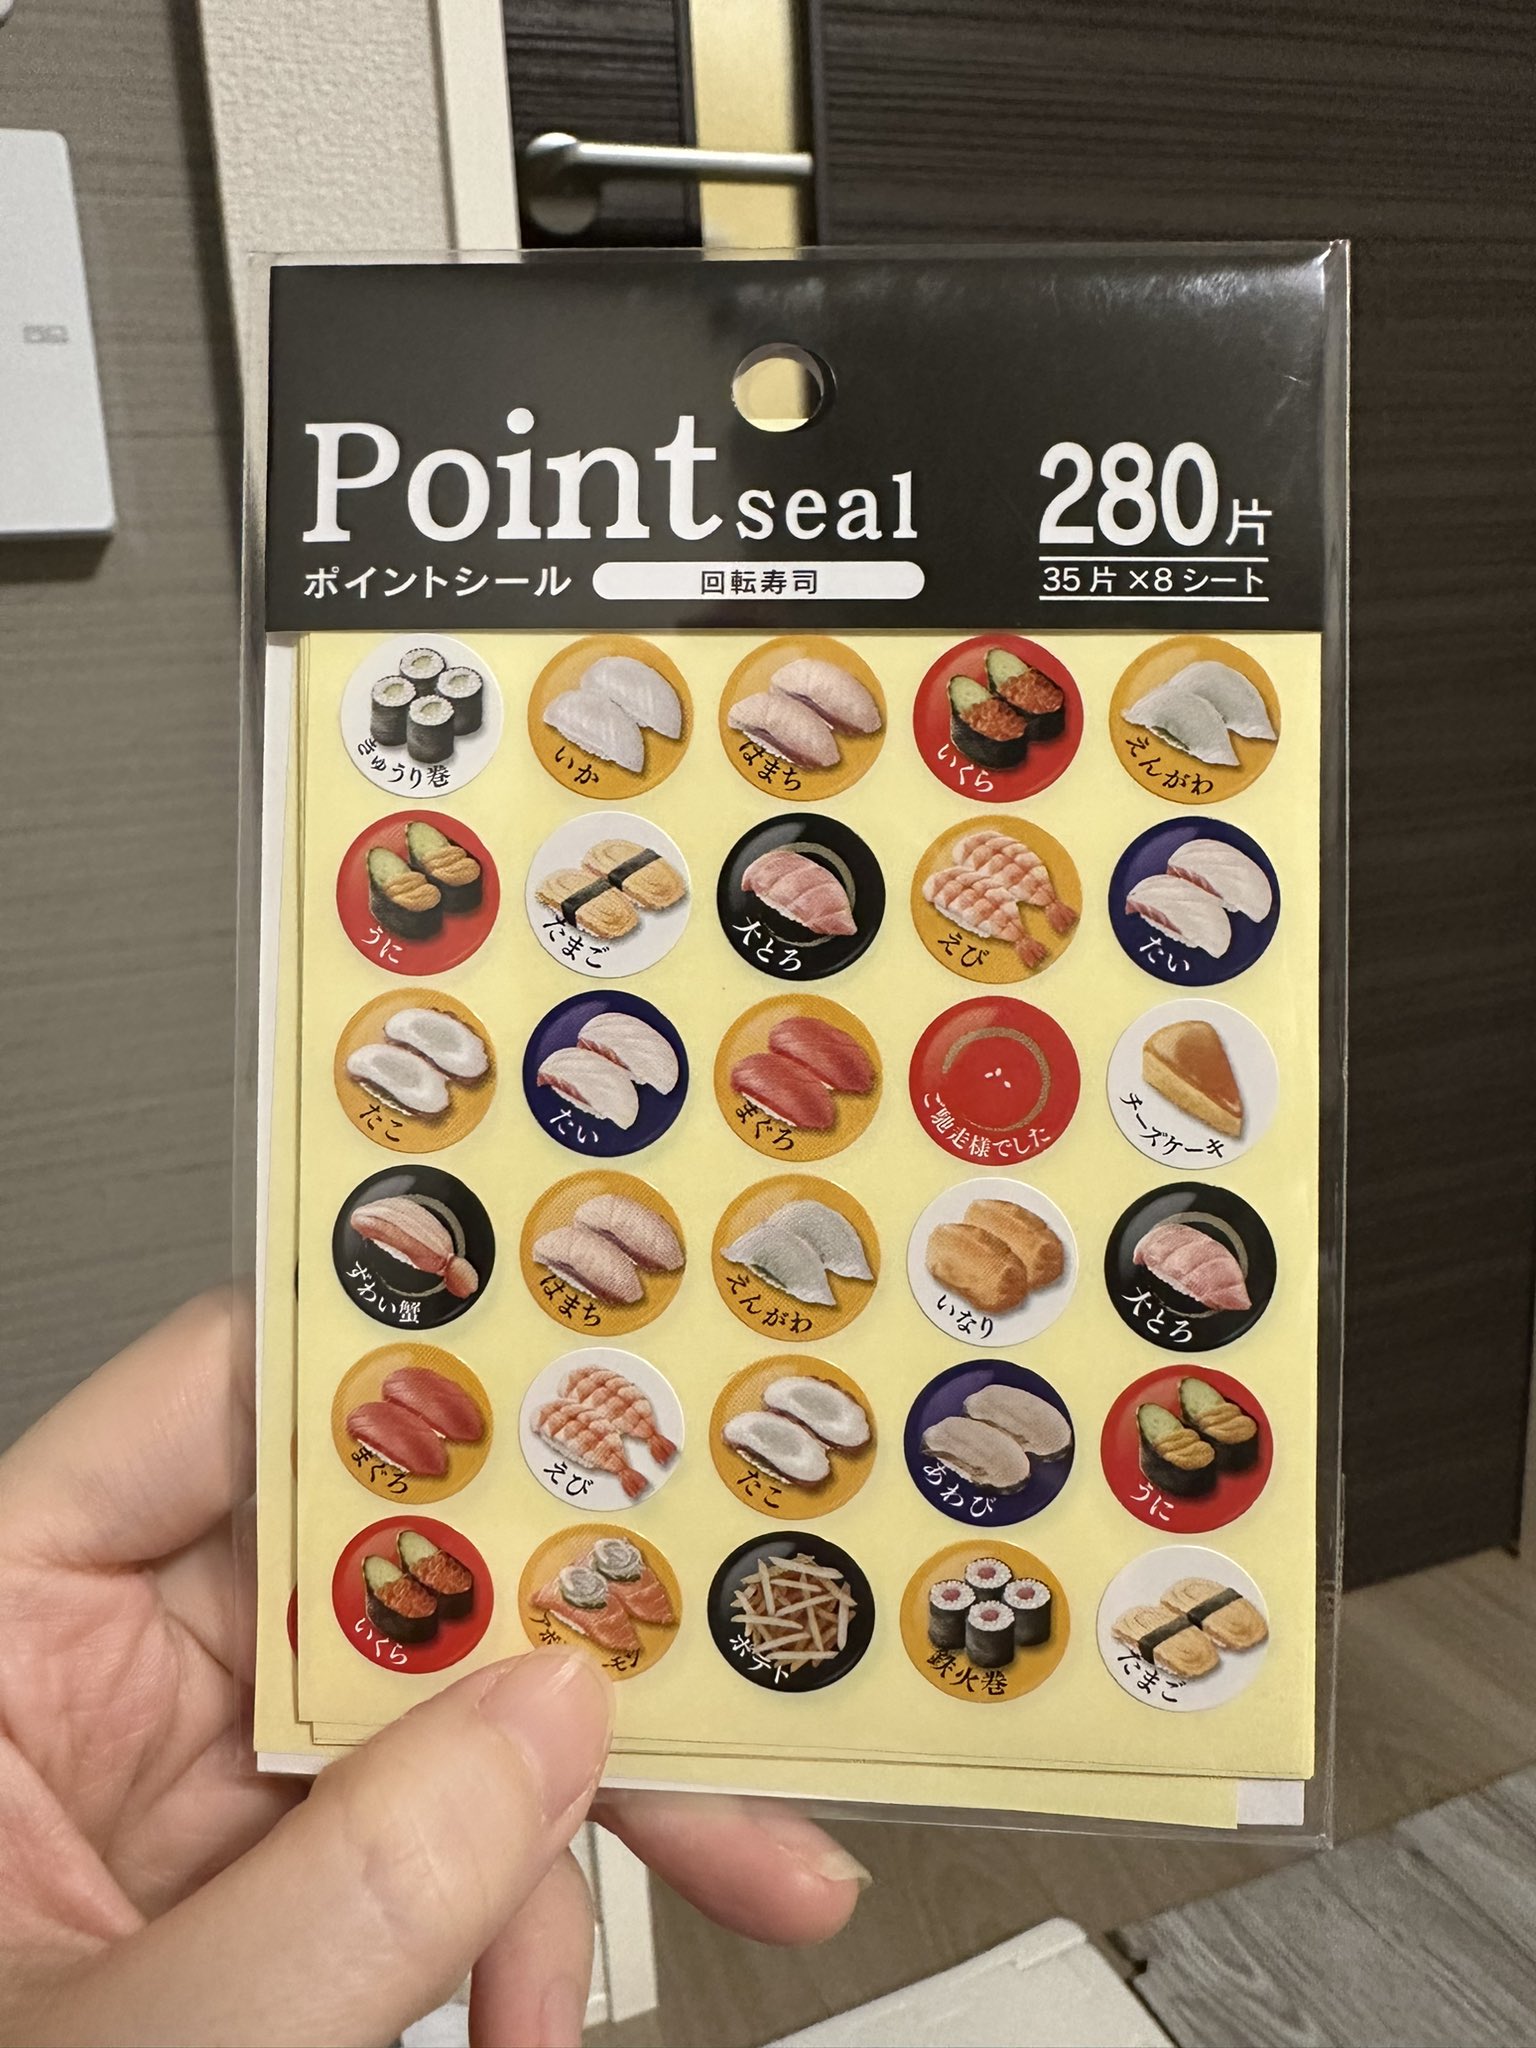 Point seal
280片
ポイントシール 回転寿司
35片×8シート
きゅうり巻
いか
はまち
いくら
えんがわ
うに
たまご
大とろ
えび
たい
たこ
たい
まぐろ
ご馳走様でした
チーズケーキ
ずわい蟹
はまち
えんがわ
いなり
大とろ
まぐろ
えび
たこ
あわび
うに
いくら
ポテト
鉄火巻
たまご